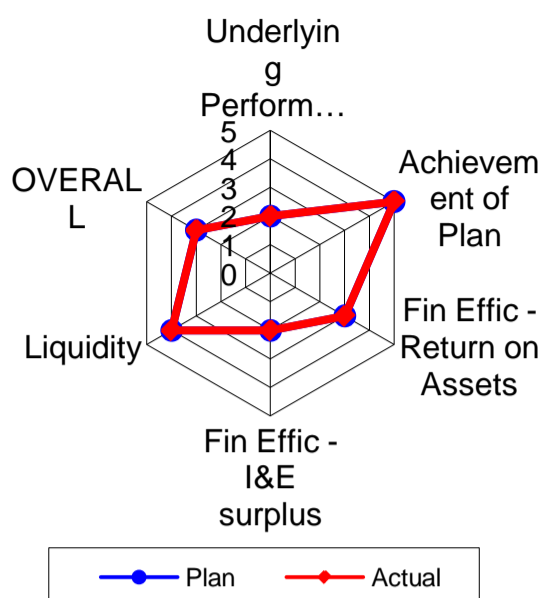 Underlyin
g
Perform…
5
4
3
2
1
0
Achievem
ent of
Plan
Fin Effic -
Return on
Assets
Fin Effic -
I&E
surplus
Liquidity
OVERAL
L
Plan
Actual